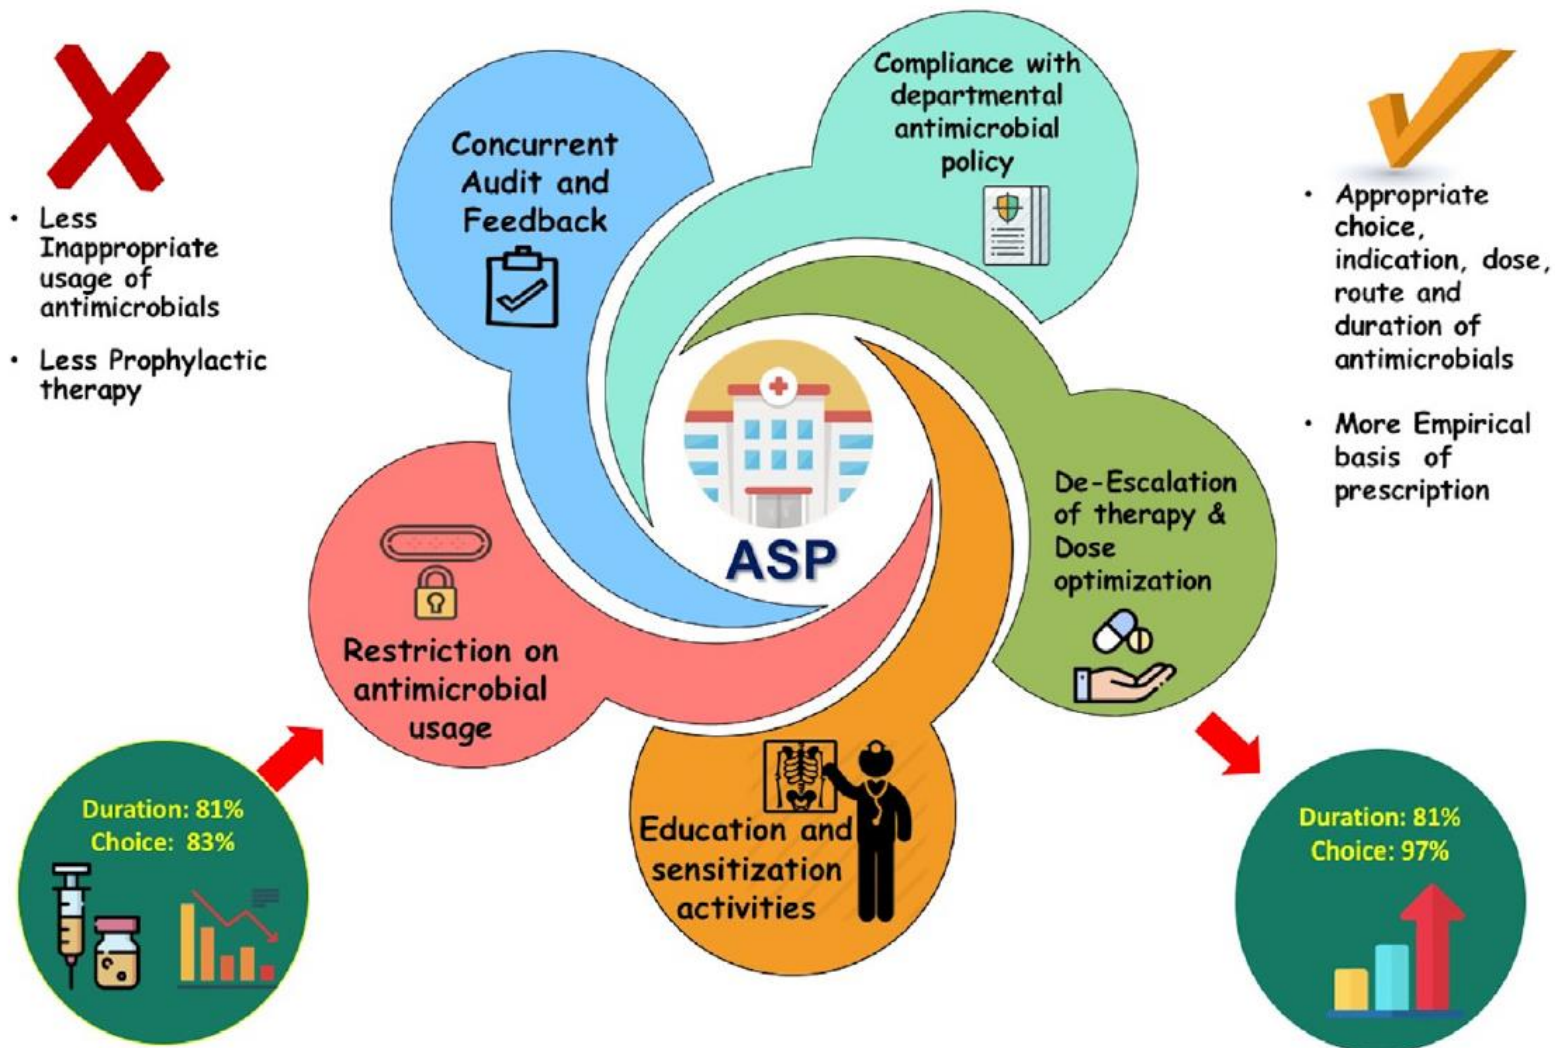 • Less
Inappropriate
usage of
antimicrobials
• Less Prophylactic
therapy
Concurrent
Audit and
Feedback
Compliance with
departmental
antimicrobial
policy
• Appropriate
choice,
indication, dose,
route and
duration of
antimicrobials
• More Empirical
basis of
prescription
De-Escalation
of therapy &
Dose
optimization
ASP
Restriction on
antimicrobial
usage
Education and
sensitization
activities
Duration: 81%
Choice: 83%
Duration: 81%
Choice: 97%